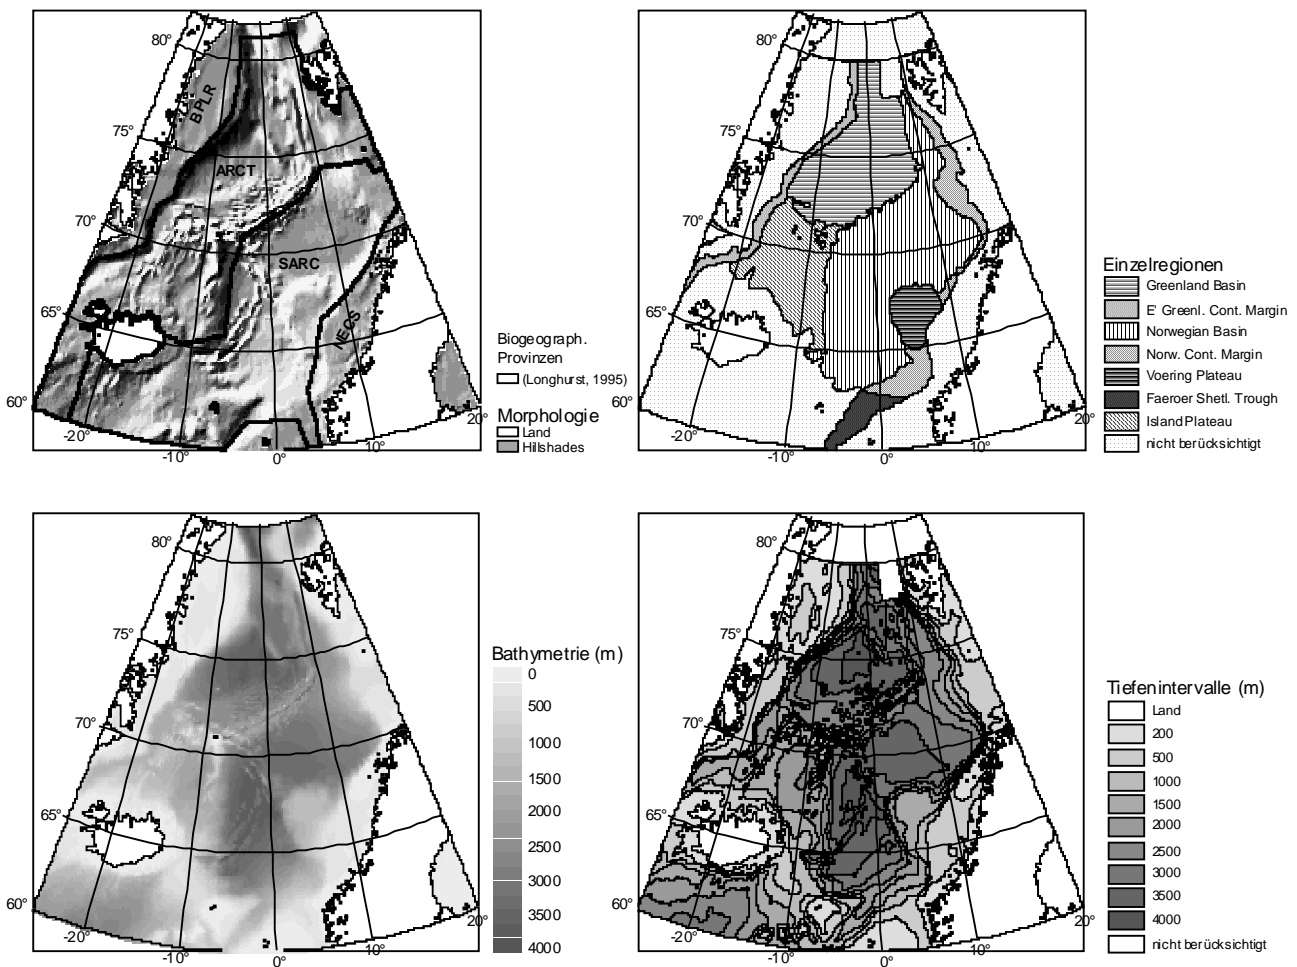 80°
75°
70°
65°
60°
-20°
-10°
0°
10°
20°
BPLR
ARCT
SARC
NECS
Biogeograph.
Provinzen
(Longhurst, 1995)
Morphologie
Land
Hillshades
80°
75°
70°
65°
60°
-20°
-10°
0°
10°
20°
Einzelregionen
Greenland Basin
E' Greenl. Cont. Margin
Norwegian Basin
Norw. Cont. Margin
Voering Plateau
Faeroer Shetl. Trough
Island Plateau
nicht berücksichtigt
80°
75°
70°
65°
60°
-20°
-10°
0°
10°
20°
Bathymetrie (m)
0
500
1000
1500
2000
2500
3000
3500
4000
80°
75°
70°
65°
60°
-20°
-10°
0°
10°
20°
Tiefenintervalle (m)
Land
200
500
1000
1500
2000
2500
3000
3500
4000
nicht berücksichtigt